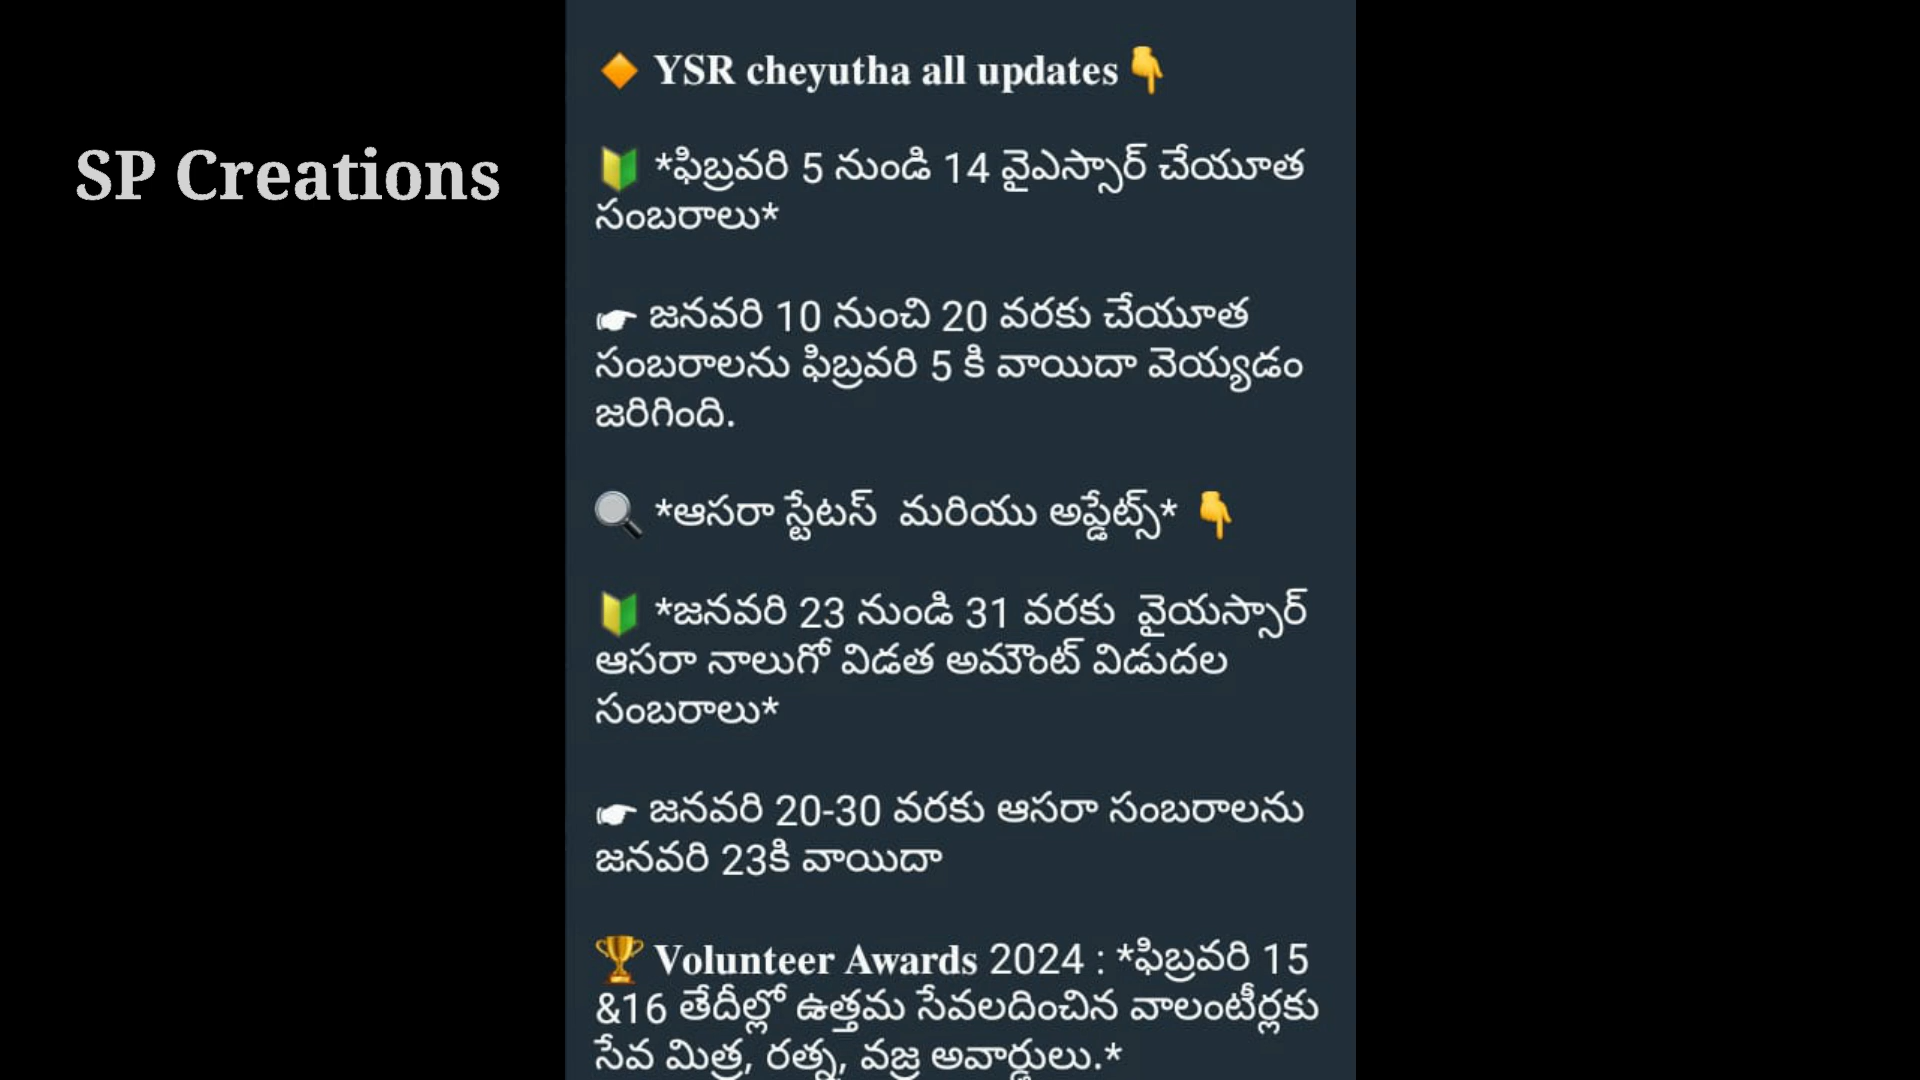 SP Creations
🔶 YSR cheyutha all updates👇
🔰 *ఫిబ్రవరి 5 నుండి 14 వైఎస్సార్ చేయూత
సంబరాలు*
☛ జనవరి 10 నుంచి 20 వరకు చేయూత
సంబరాలను ఫిబ్రవరి 5 కి వాయిదా వెయ్యడం
జరిగింది.
🔍 *ఆసరా స్టేటస్  మరియు అప్డేట్స్* 👇
🔰 *జనవరి 23 నుండి 31 వరకు  వైయస్సార్
ఆసరా నాలుగో విడత అమౌంట్ విడుదల
సంబరాలు*
☛ జనవరి 20-30 వరకు ఆసరా సంబరాలను
జనవరి 23కి వాయిదా
🏆 Volunteer Awards 2024 : *ఫిబ్రవరి 15
&16 తేదీల్లో ఉత్తమ సేవలదించిన వాలంటీర్లకు
సేవ మిత్ర, రత్న, వజ్ర అవార్డులు.*